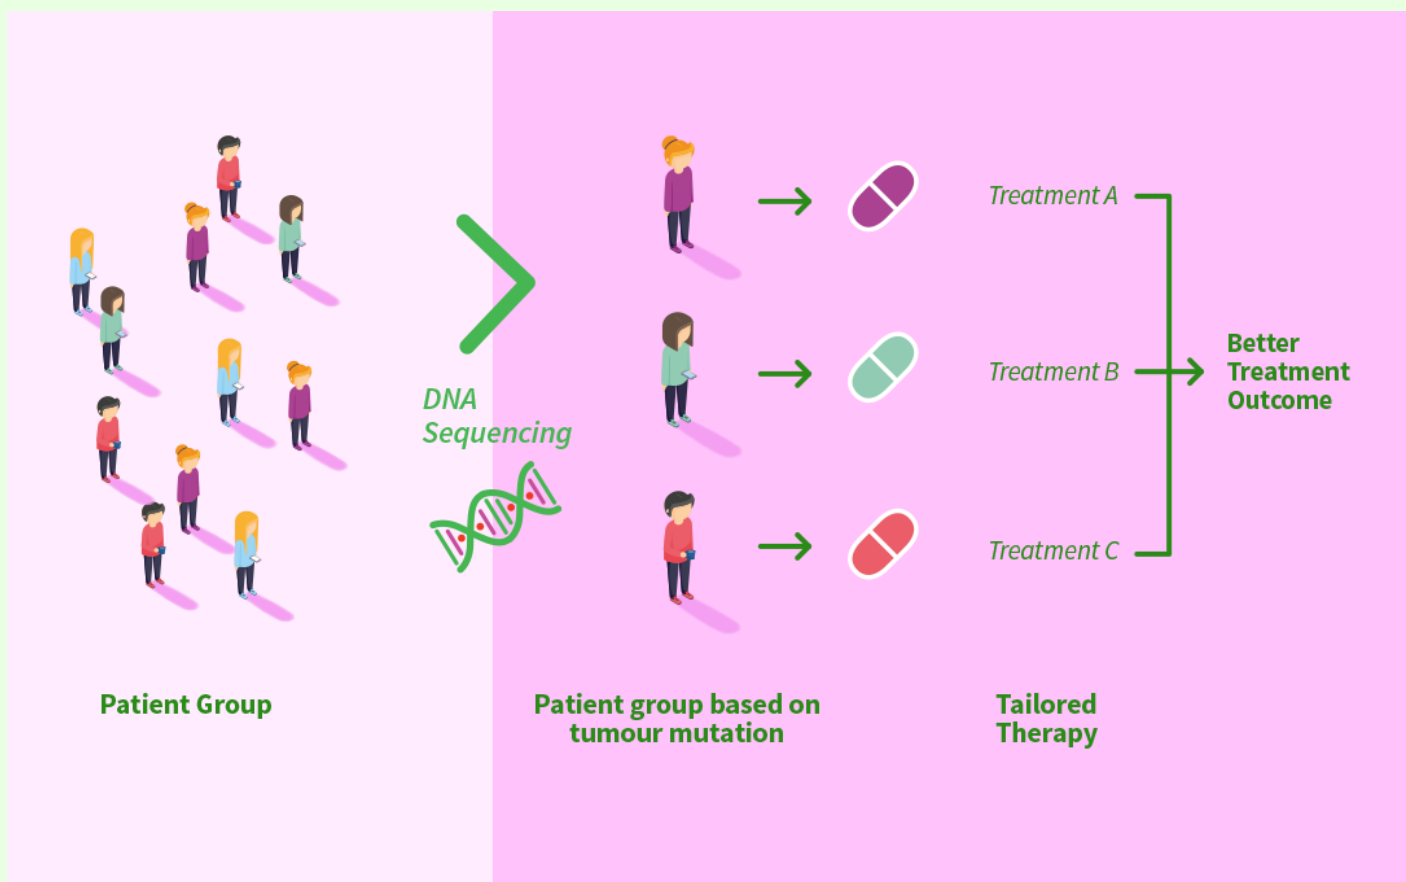 DNA
Sequencing
Treatment A
Treatment B
Treatment C
Better
Treatment
Outcome
Patient Group
Patient group based on
tumour mutation
Tailored
Therapy